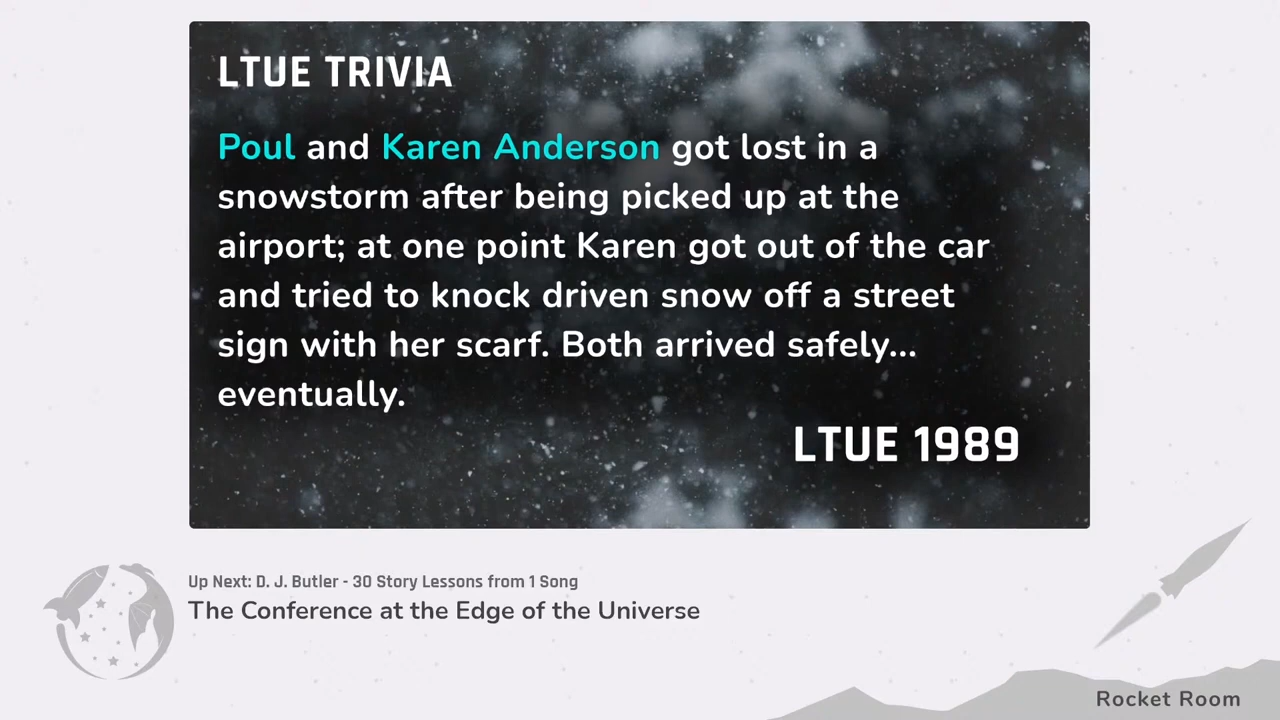 LTUE TRIVIA
Poul and Karen Anderson got lost in a
snowstorm after being picked up at the
airport; at one point Karen got out of the car
and tried to knock driven snow off a street
sign with her scarf. Both arrived safely...
eventually.
LTUE 1989
Up Next: D. J. Butler - 30 Story Lessons from 1 Song
The Conference at the Edge of the Universe
Rocket Room